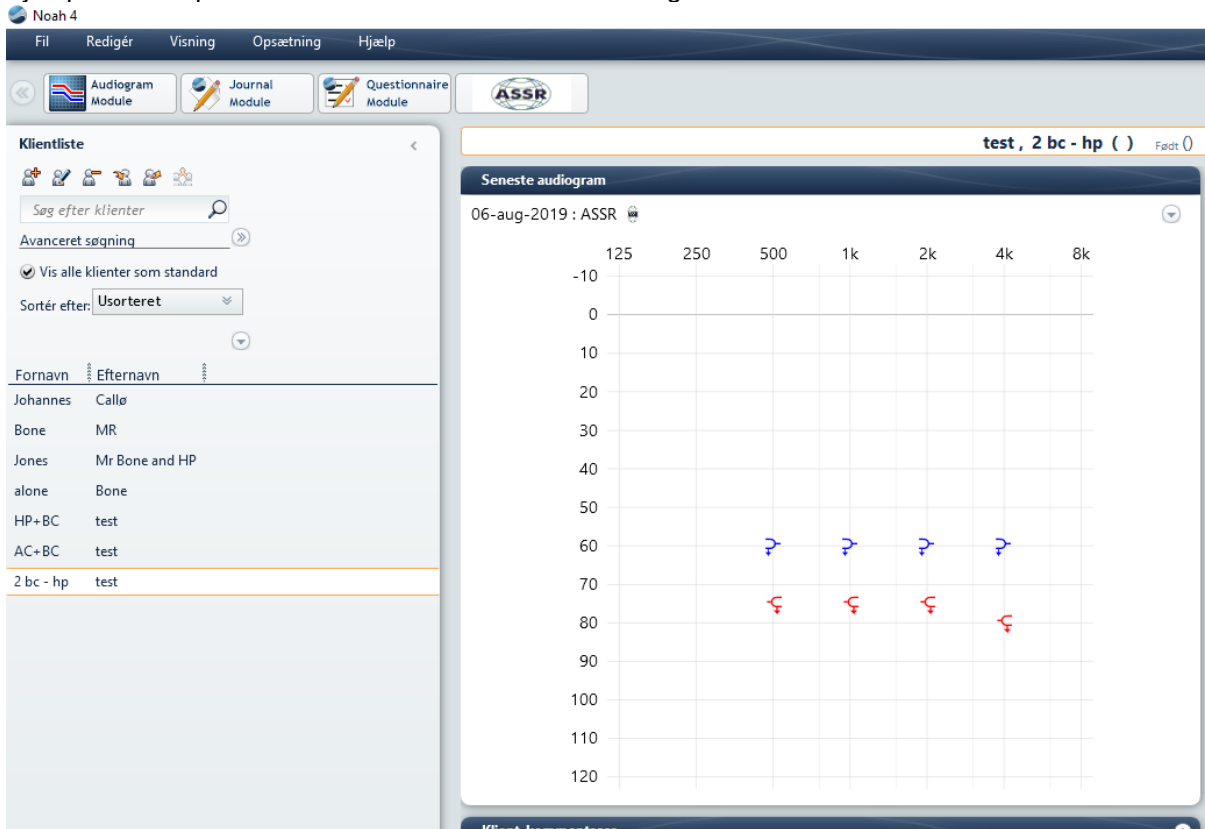 Noah 4
Fil Redigér Visning Opsætning Hjælp
Audiogram Module
Journal Module
Questionnaire Module
ASSR
Klientliste
Søg efter klienter
Avanceret søgning
Vis alle klienter som standard
Sortér efter: Usorteret
Fornavn Efternavn
Johannes Callø
Bone MR
Jones Mr Bone and HP
alone Bone
HP+BC test
AC+BC test
2 bc - hp test
test , 2 bc - hp ( ) Født ()
Seneste audiogram
06-aug-2019 : ASSR
125 250 500 1k 2k 4k 8k
-10
0
10
20
30
40
50
60
70
80
90
100
110
120